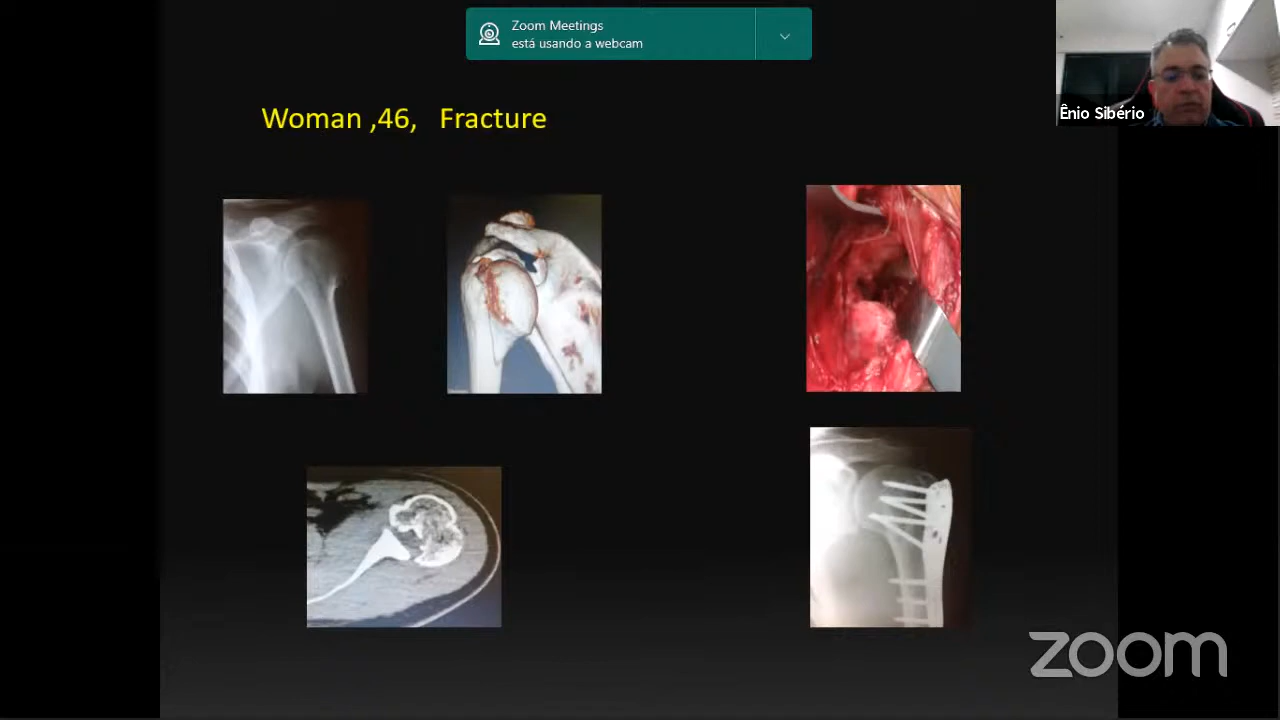 Zoom Meetings
está usando a webcam
Woman ,46, Fracture
Ênio Sibério
zoom